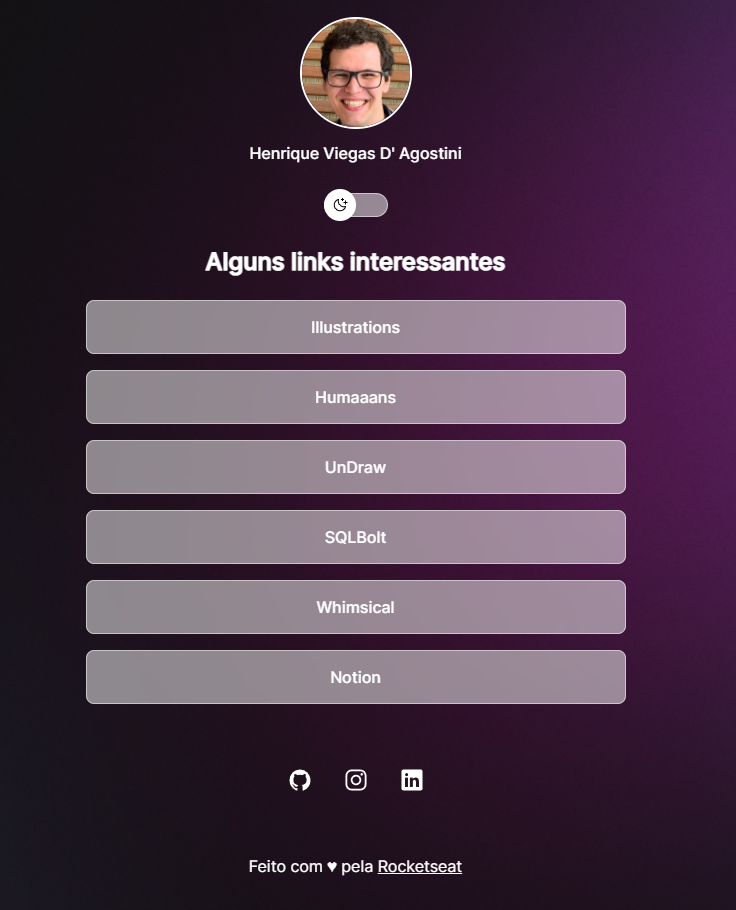 Henrique Viegas D' Agostini
Alguns links interessantes
Illustrations
Humaaans
UnDraw
SQLBolt
Whimsical
Notion
Feito com ♥ pela Rocketseat